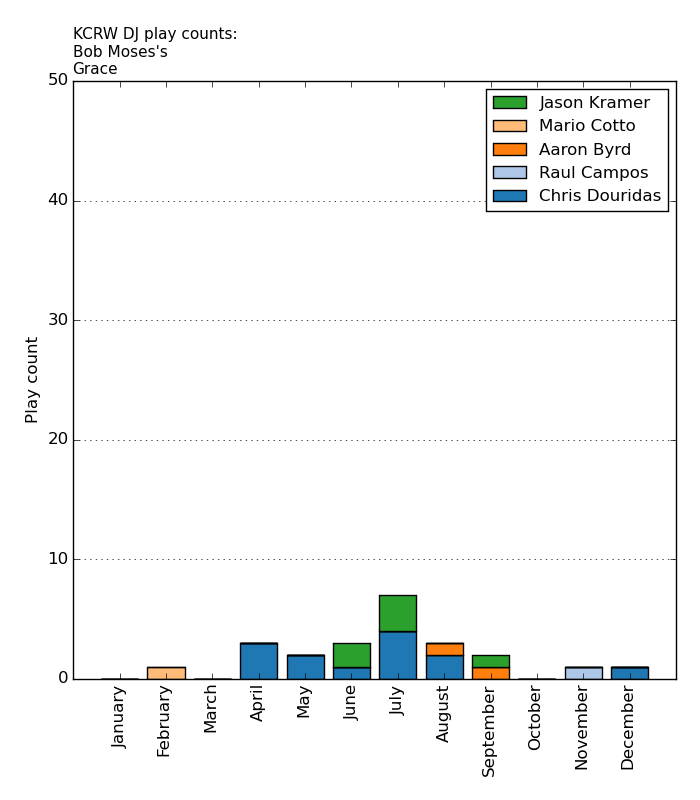 KCRW DJ play counts:
Bob Moses's
Grace
50
40
30
20
10
0
Play count
Jason Kramer
Mario Cotto
Aaron Byrd
Raul Campos
Chris Douridas
January
February
March
April
May
June
July
August
September
October
November
December